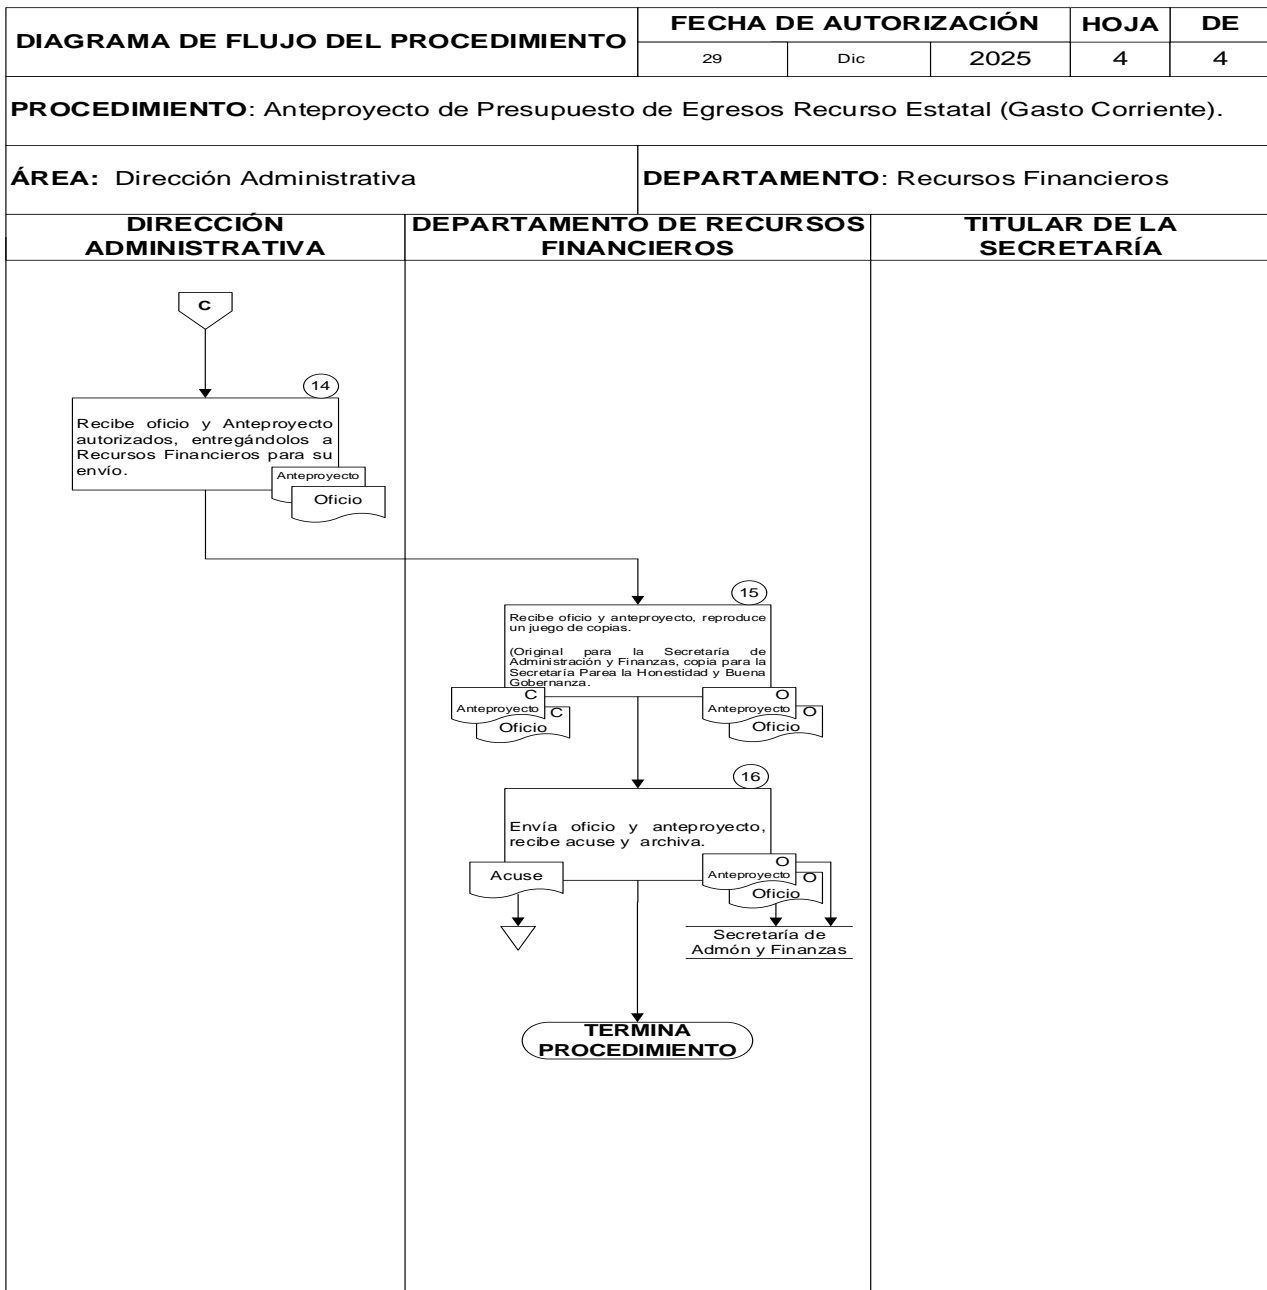 DIAGRAMA DE FLUJO DEL PROCEDIMIENTO
FECHA DE AUTORIZACIÓN
HOJA
DE
29
Dic
2025
4
4
PROCEDIMIENTO: Anteproyecto de Presupuesto de Egresos Recurso Estatal (Gasto Corriente).
ÁREA: Dirección Administrativa
DEPARTAMENTO: Recursos Financieros
DIRECCIÓN
ADMINISTRATIVA
DEPARTAMENTO DE RECURSOS
FINANCIEROS
TITULAR DE LA
SECRETARÍA
C
14
Recibe oficio y Anteproyecto
autorizados, entregándolos a
Recursos Financieros para su
envío.
Anteproyecto
Oficio
15
Recibe oficio y anteproyecto, reproduce
un juego de copias.
(Original para la Secretaría de
Administración y Finanzas, copia para la
Secretaría Parea la Honestidad y Buena
Gobernanza.
C
Anteproyecto
C
Oficio
O
Anteproyecto
O
Oficio
16
Envía oficio y anteproyecto,
recibe acuse y archiva.
Acuse
O
Anteproyecto
O
Oficio
Secretaría de
Admón y Finanzas
TERMINA
PROCEDIMIENTO